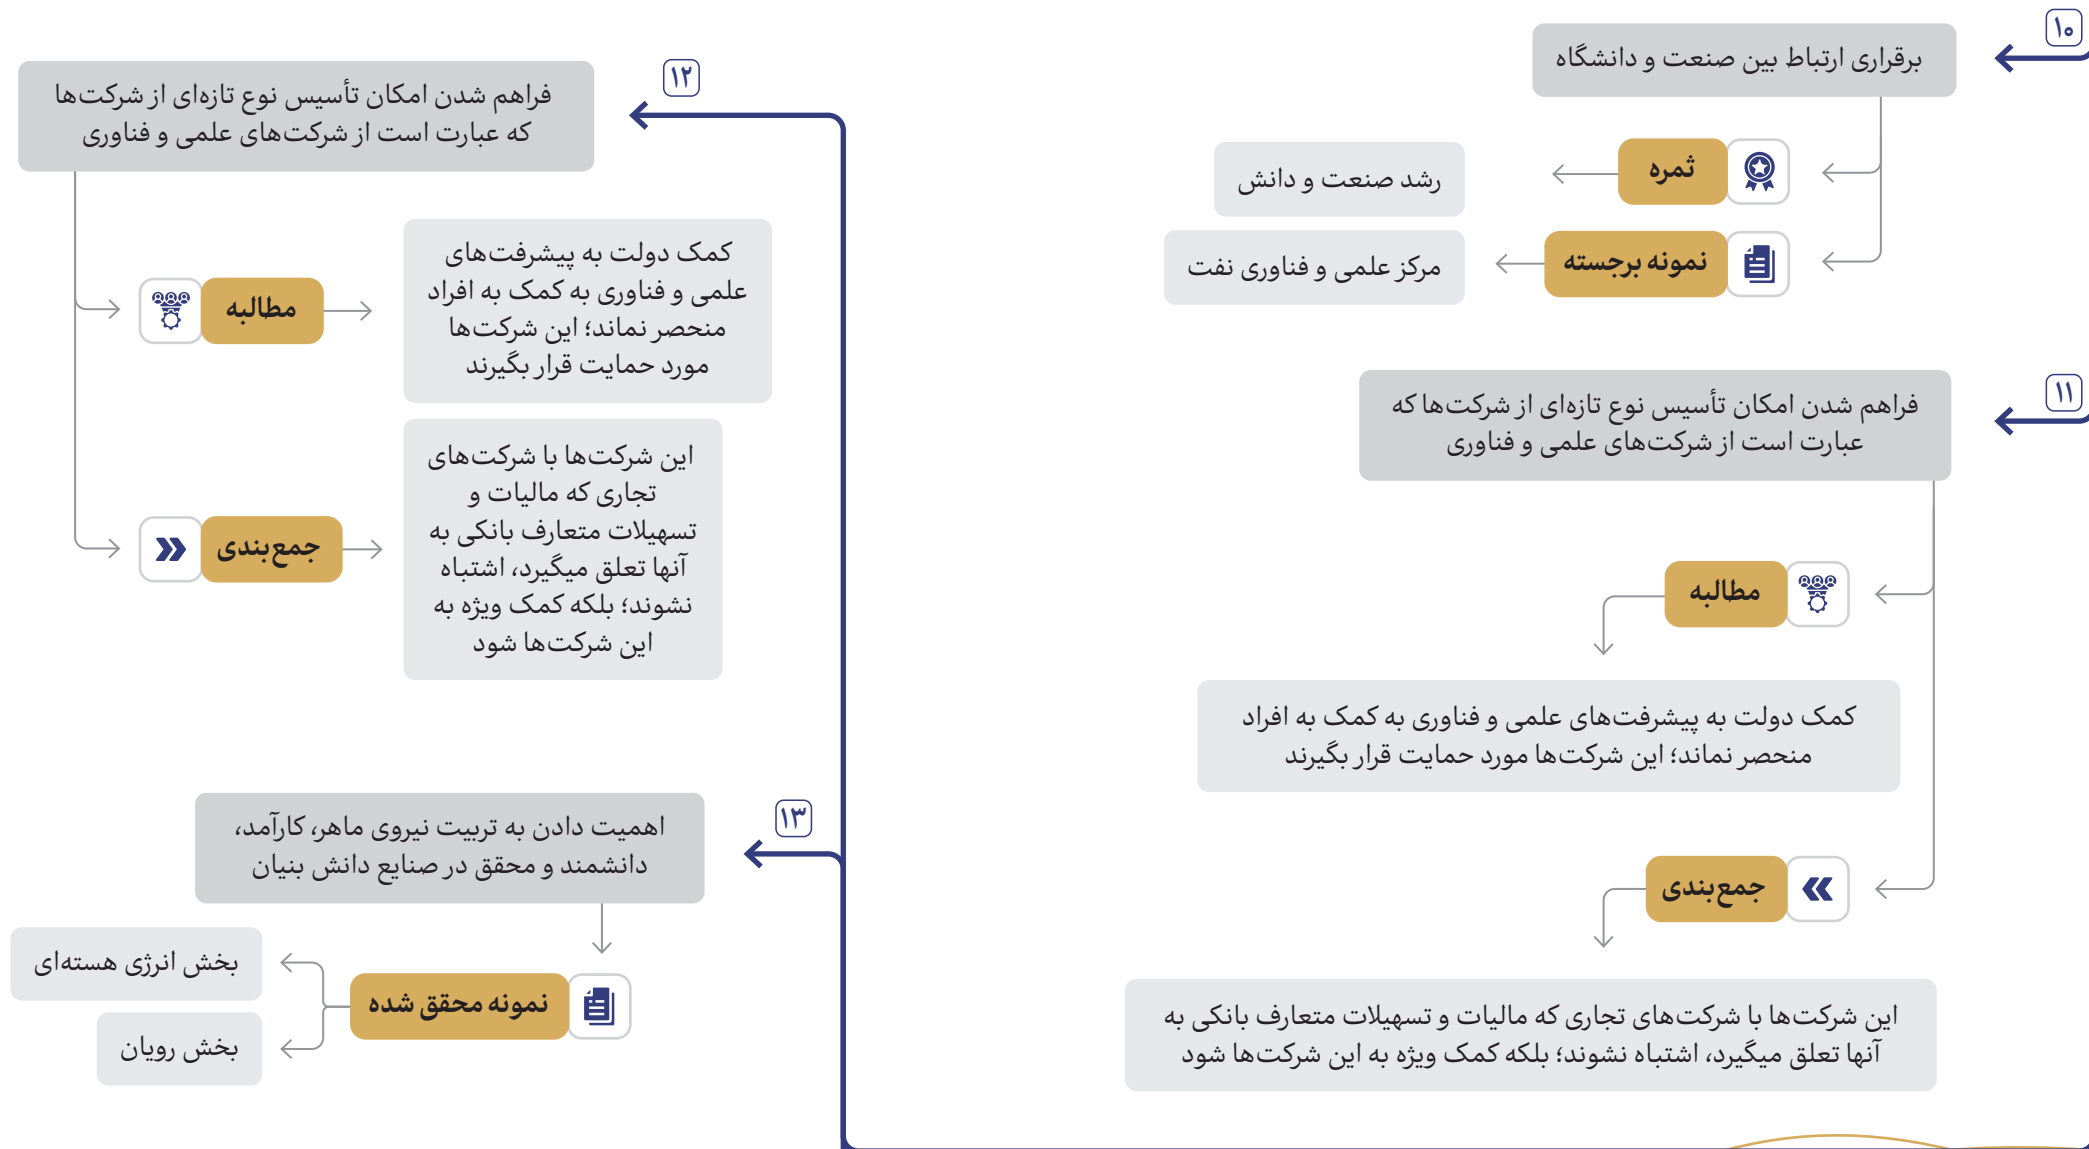 ۱۰
برقراری ارتباط بین صنعت و دانشگاه
ثمره
رشد صنعت و دانش
نمونه برجسته
مرکز علمی و فناوری نفت
۱۱
فراهم شدن امکان تأسیس نوع تازه‌ای از شرکت‌ها که
عبارت است از شرکت‌های علمی و فناوری
مطالبه
کمک دولت به پیشرفت‌های علمی و فناوری به کمک به افراد
منحصر نماند؛ این شرکت‌ها مورد حمایت قرار بگیرند
جمع‌بندی
این شرکت‌ها با شرکت‌های تجاری که مالیات و تسهیلات متعارف بانکی به
آنها تعلق میگیرد، اشتباه نشوند؛ بلکه کمک ویژه به این شرکت‌ها شود
۱۲
فراهم شدن امکان تأسیس نوع تازه‌ای از شرکت‌ها
که عبارت است از شرکت‌های علمی و فناوری
مطالبه
کمک دولت به پیشرفت‌های
علمی و فناوری به کمک به افراد
منحصر نماند؛ این شرکت‌ها
مورد حمایت قرار بگیرند
جمع‌بندی
این شرکت‌ها با شرکت‌های
تجاری که مالیات و
تسهیلات متعارف بانکی به
آنها تعلق میگیرد، اشتباه
نشوند؛ بلکه کمک ویژه به
این شرکت‌ها شود
۱۳
اهمیت دادن به تربیت نیروی ماهر، کارآمد،
دانشمند و محقق در صنایع دانش بنیان
نمونه محقق شده
بخش انرژی هسته‌ای
بخش رویان